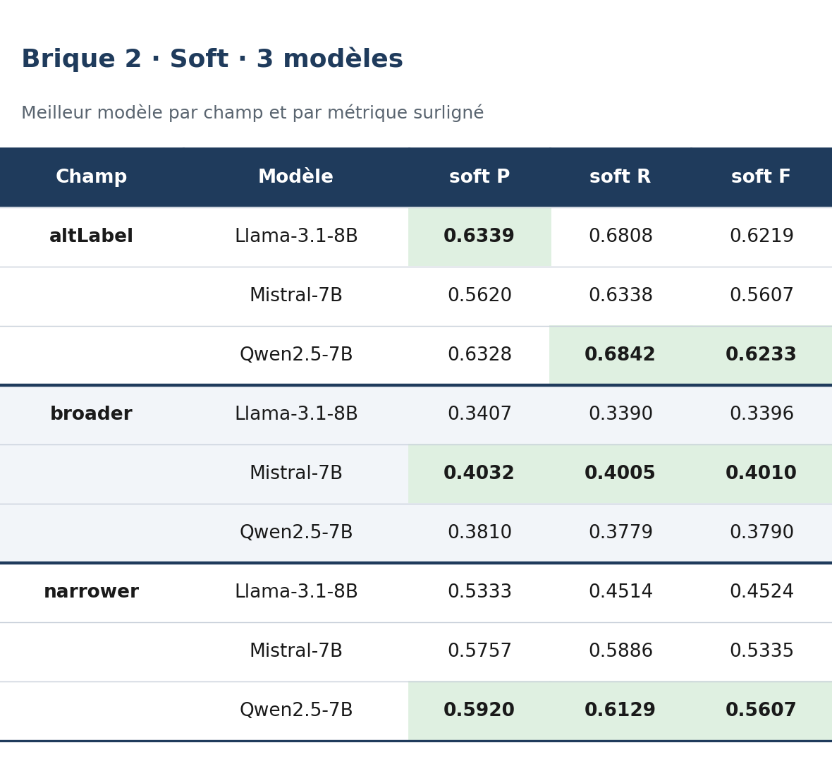 Brique 2 · Soft · 3 modèles
Meilleur modèle par champ et par métrique surligné
Champ Modèle soft P soft R soft F
altLabel Llama-3.1-8B 0.6339 0.6808 0.6219
Mistral-7B 0.5620 0.6338 0.5607
Qwen2.5-7B 0.6328 0.6842 0.6233
broader Llama-3.1-8B 0.3407 0.3390 0.3396
Mistral-7B 0.4032 0.4005 0.4010
Qwen2.5-7B 0.3810 0.3779 0.3790
narrower Llama-3.1-8B 0.5333 0.4514 0.4524
Mistral-7B 0.5757 0.5886 0.5335
Qwen2.5-7B 0.5920 0.6129 0.5607